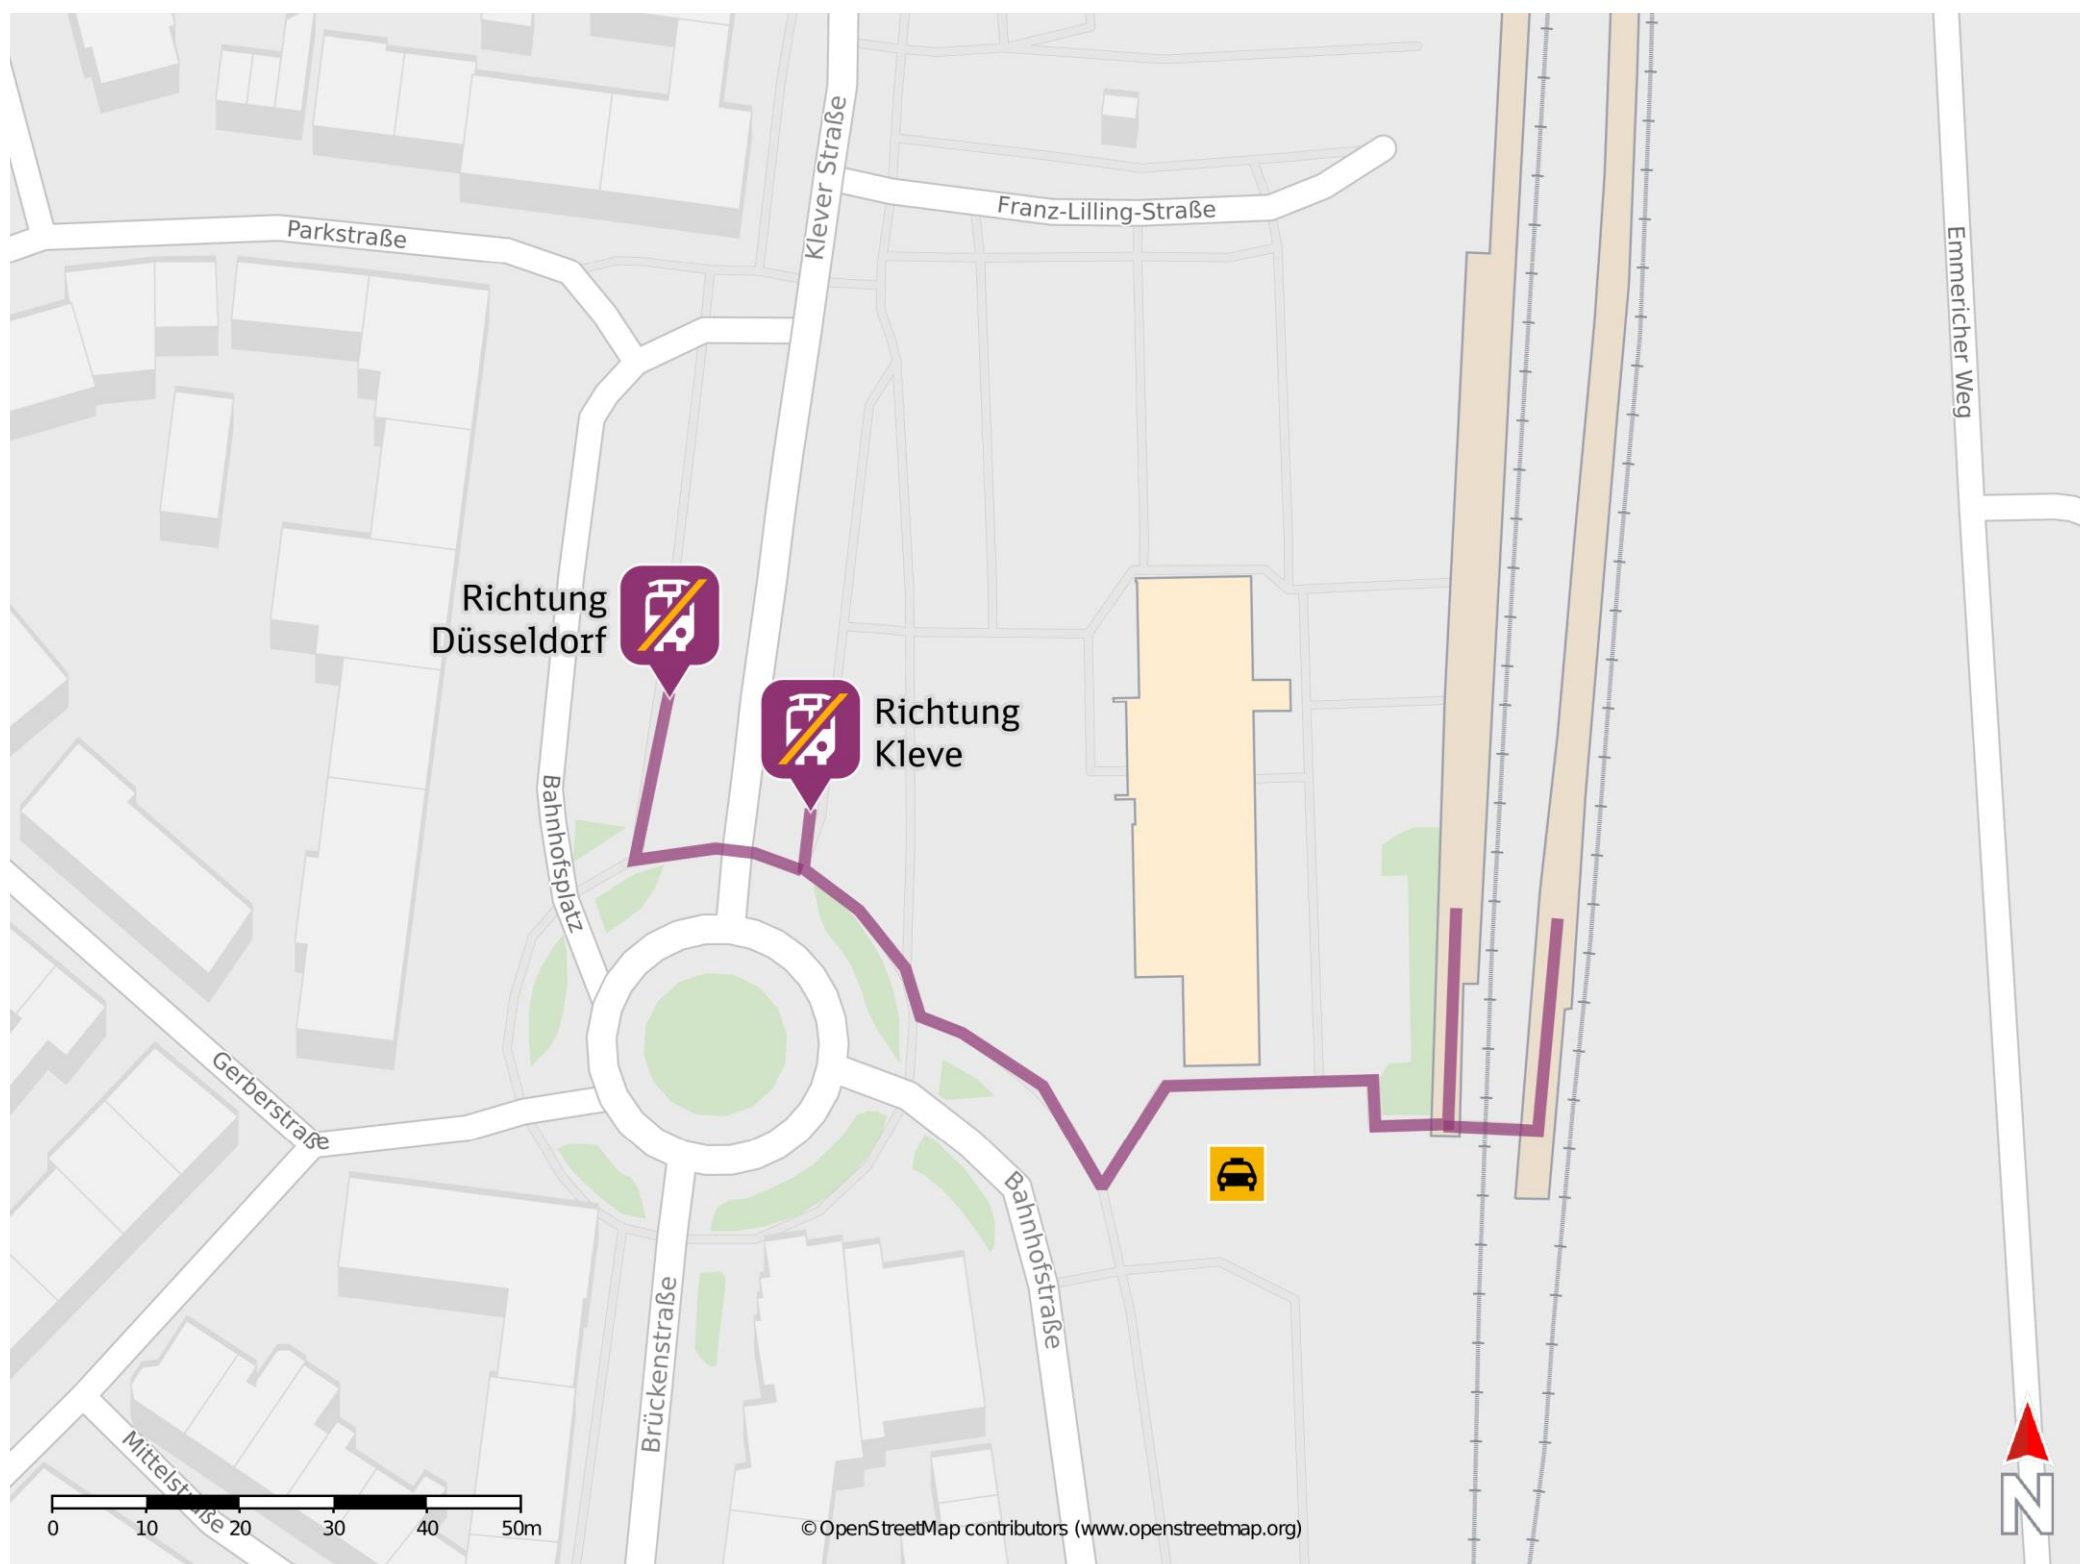 Klever Straße
Franz-Lilling-Straße
Parkstraße
Emmericher Weg
Richtung
Düsseldorf
Richtung
Kleve
Bahnhofsplatz
Gerberstraße
Bahnhofstraße
Brückenstraße
Mittelstraße
0 10 20 30 40 50m
© OpenStreetMap contributors (www.openstreetmap.org)
N